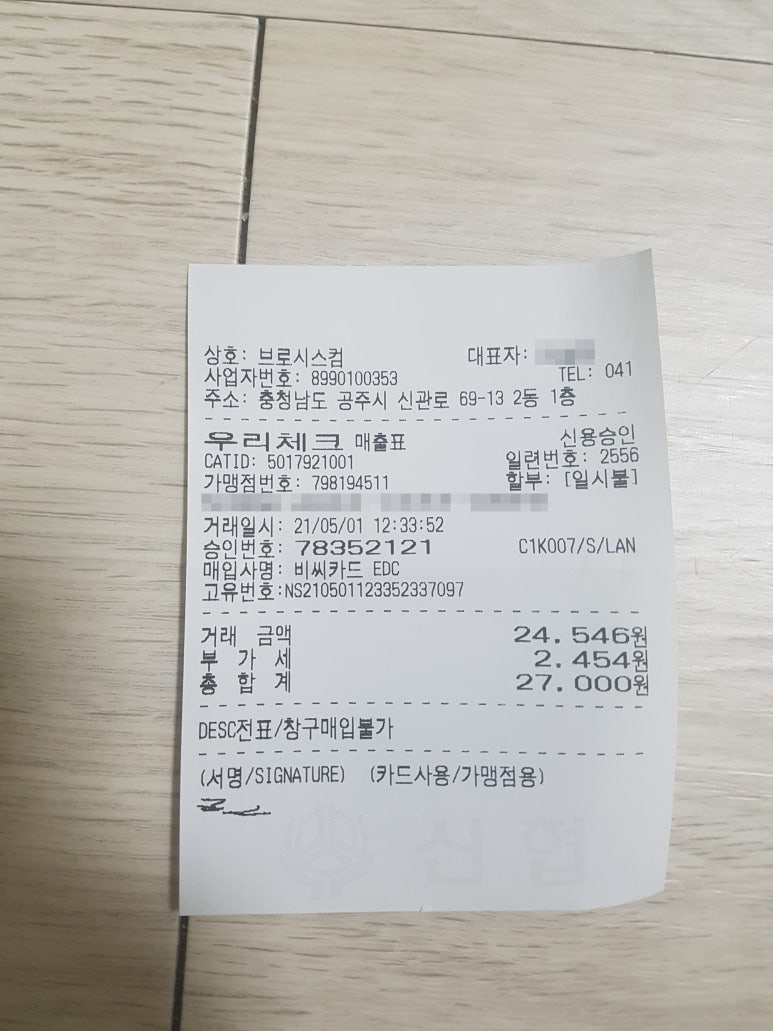 상호: 브로시스컴 대표자:
사업자번호: 8990100353 TEL: 041
주소: 충청남도 공주시 신관로 69-13 2동 1층
우리체크 매출표 신용승인
CATID: 5017921001 일련번호: 2556
가맹점번호: 798194511 할부: [일시불]
거래일시: 21/05/01 12:33:52
승인번호: 78352121 C1K007/S/LAN
매입사명: 비씨카드 EDC
고유번호:NS210501123352337097
거래 금액 24.546원
부 가 세 2.454원
총 합 계 27.000원
DESC전표/창구매입불가
(서명/SIGNATURE) (카드사용/가맹점용)
신협